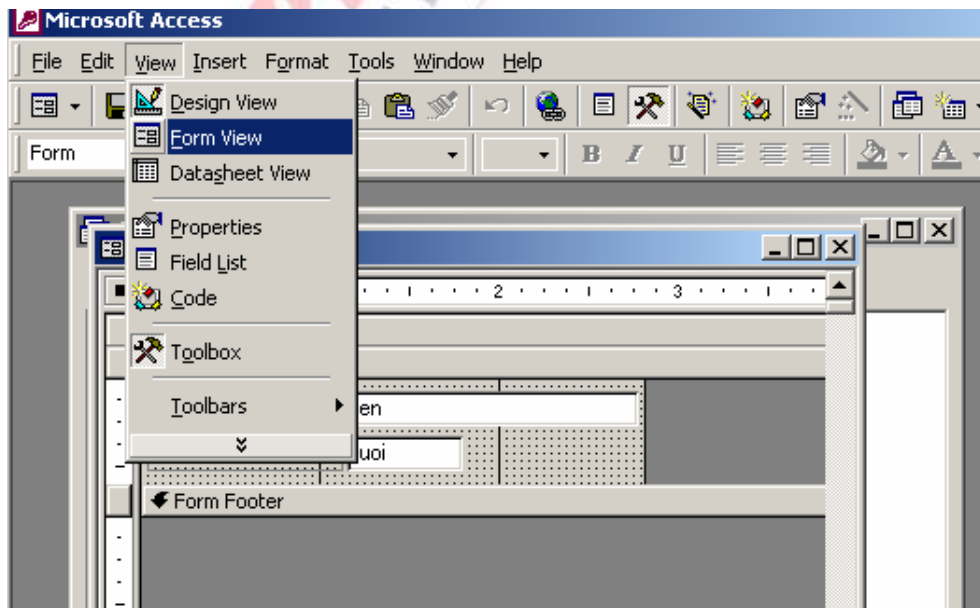 Microsoft Access
File Edit View Insert Format Tools Window Help
Design View
Form View
Form B I U A
Datasheet View
Properties
Field List
2 3
Code
Toolbox
Toolbars
en
uoi
Form Footer